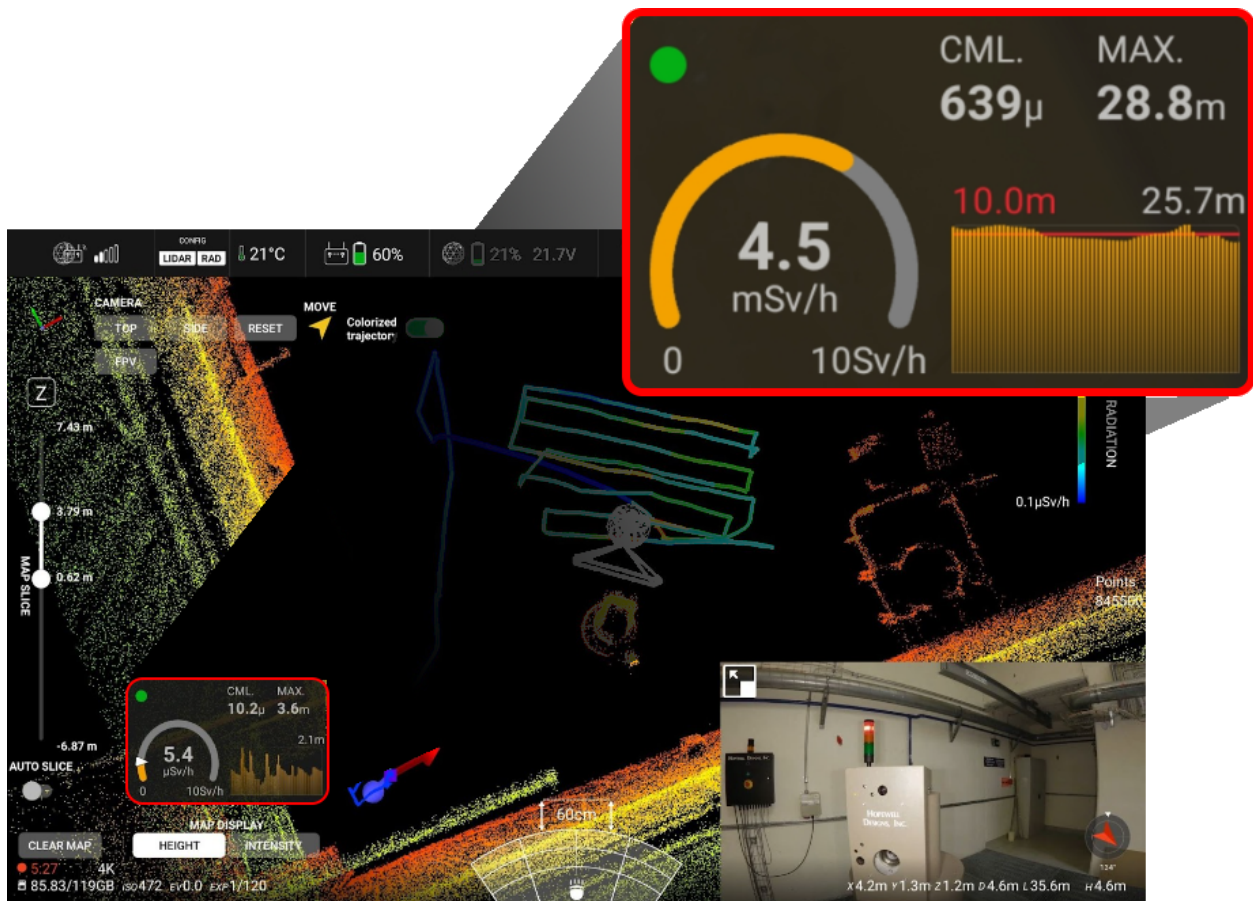 CML. MAX.
639µ 28.8m
10.0m 25.7m
4.5
mSv/h
0 10Sv/h
CONFIG
LIDAR RAD
21°C
60%
21% 21.7V
CAMERA
TOP SIDE RESET
FPV
MOVE
Colorized
trajectory
Z
7.43 m
3.79 m
0.62 m
MAP SLICE
-6.87 m
AUTO SLICE
RADIATION
0.1µSv/h
Points
CML. MAX.
10.2µ 3.6m
2.1m
5.4
µSv/h
0 10Sv/h
MAP DISPLAY
CLEAR MAP HEIGHT INTENSITY
5:27 4K
85.83/119GB ISO472 EV0.0 EXP1/120
60cm
HOPEWELL
DESIGNS, INC.
134°
X4.2m Y1.3m Z1.2m D4.6m L35.6m H4.6m